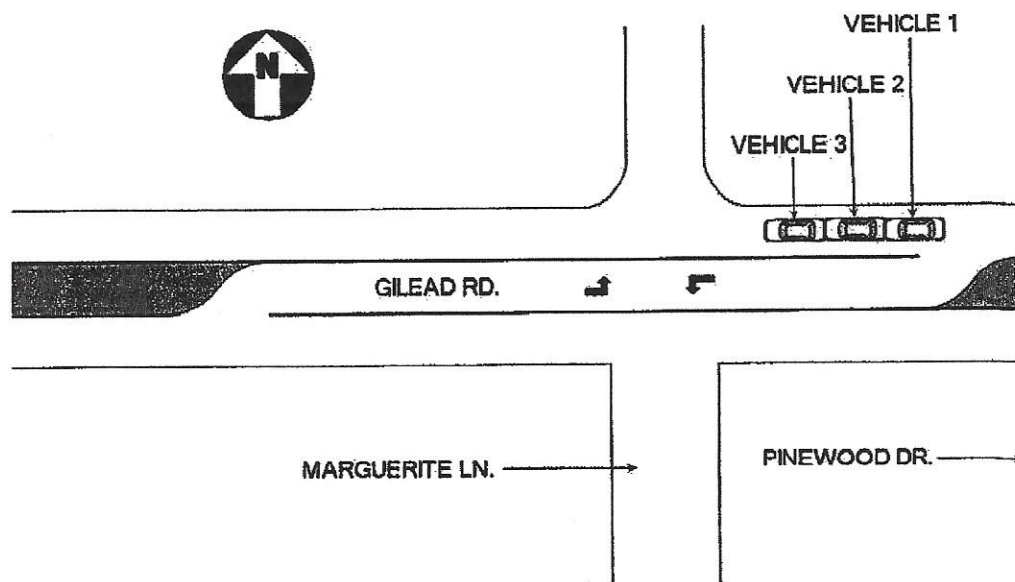 VEHICLE 1
N
VEHICLE 2
VEHICLE 3
GILEAD RD.
MARGUERITE LN.
PINEWOOD DR.